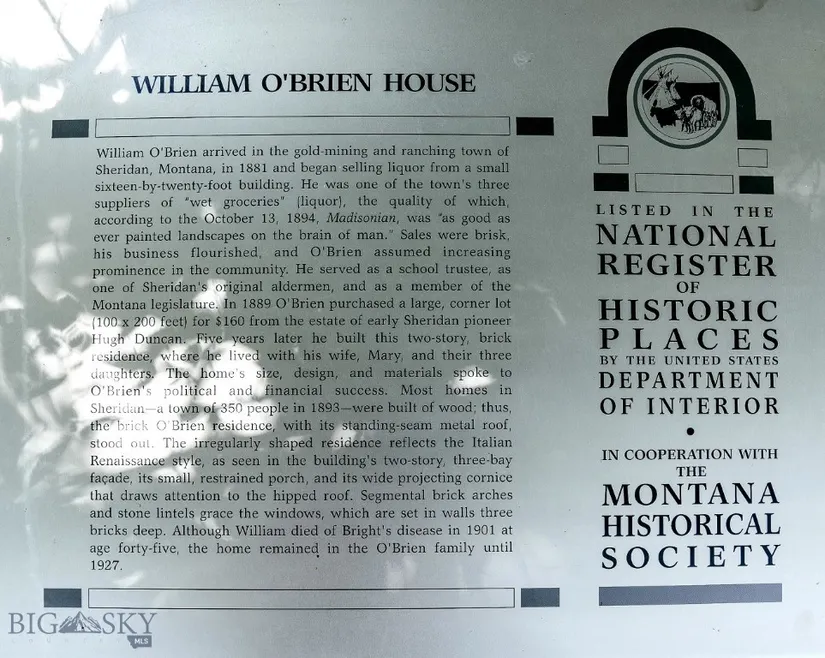 WILLIAM O'BRIEN HOUSE
William O'Brien arrived in the gold-mining and ranching town of
Sheridan, Montana, in 1881 and began selling liquor from a small
sixteen-by-twenty-foot building. He was one of the town's three
suppliers of "wet groceries" (liquor), the quality of which,
according to the October 13, 1894, Madisonian, was "as good as
ever painted landscapes on the brain of man." Sales were brisk,
his business flourished, and O'Brien assumed increasing
prominence in the community. He served as a school trustee, as
one of Sheridan's original aldermen, and as a member of the
Montana legislature. In 1889 O'Brien purchased a large, corner lot
(100 x 200 feet) for $160 from the estate of early Sheridan pioneer
Hugh Duncan. Five years later he built this two-story, brick
residence, where he lived with his wife, Mary, and their three
daughters. The home's size, design, and materials spoke to
O'Brien's political and financial success. Most homes in
Sheridan—a town of 350 people in 1893—were built of wood; thus,
the brick O'Brien residence, with its standing-seam metal roof,
stood out. The irregularly shaped residence reflects the Italian
Renaissance style, as seen in the building's two-story, three-bay
façade, its small, restrained porch, and its wide projecting cornice
that draws attention to the hipped roof. Segmental brick arches
and stone lintels grace the windows, which are set in walls three
bricks deep. Although William died of Bright's disease in 1901 at
age forty-five, the home remained in the O'Brien family until
1927.
LISTED IN THE
NATIONAL
REGISTER
OF
HISTORIC
PLACES
BY THE UNITED STATES
DEPARTMENT
OF INTERIOR
•
IN COOPERATION WITH
THE
MONTANA
HISTORICAL
SOCIETY
BIG SKY
MLS